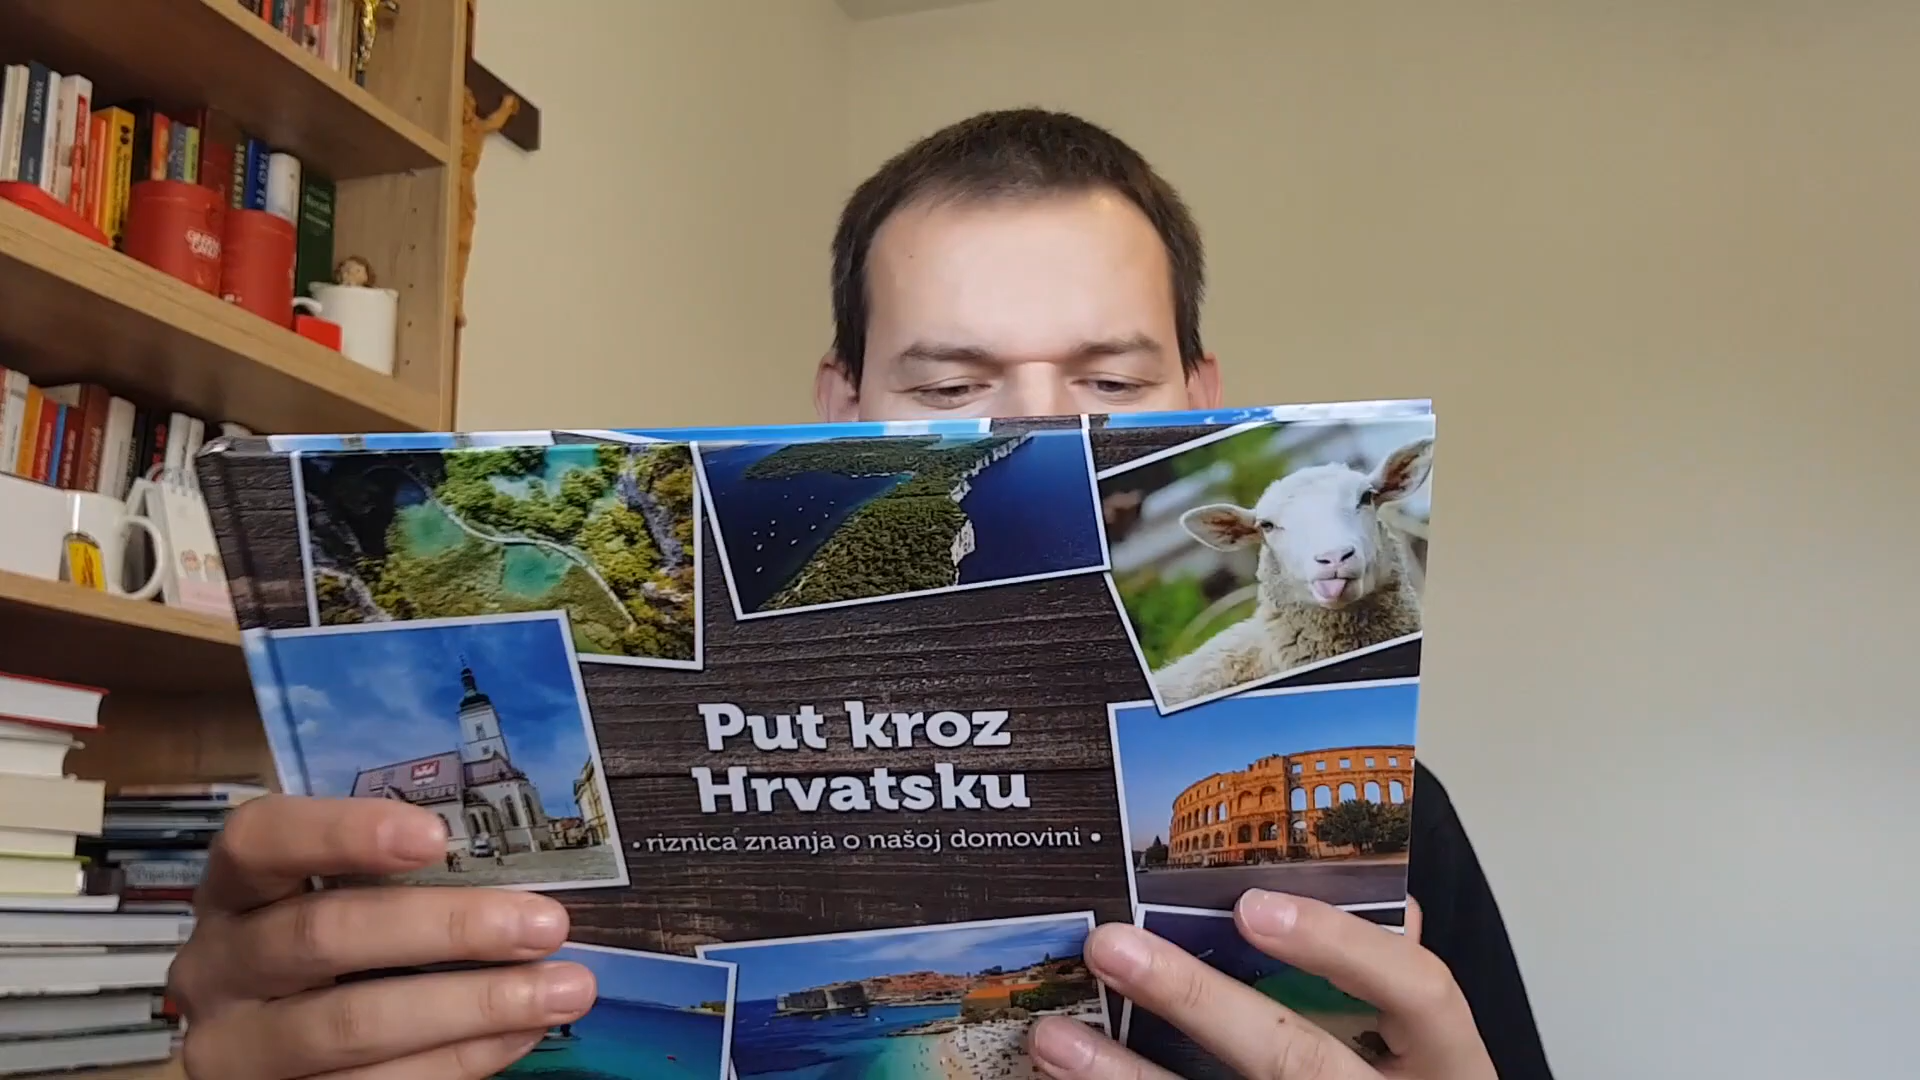 Put kroz
Hrvatsku
• riznica znanja o našoj domovini •